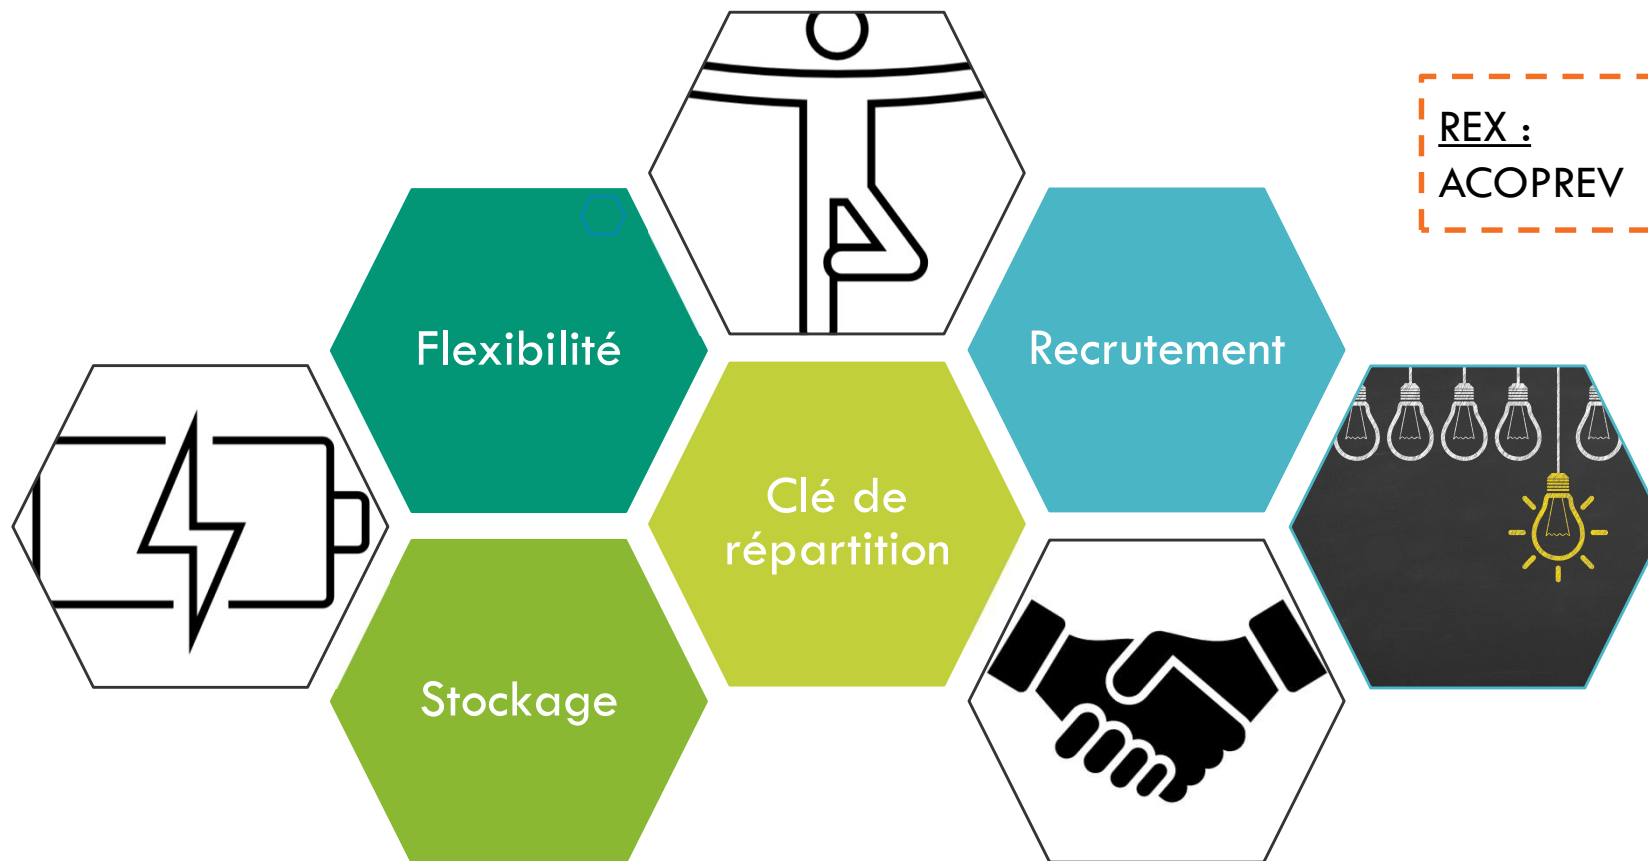 REX :
ACOPREV
Flexibilité
Recrutement
Clé de
répartition
Stockage